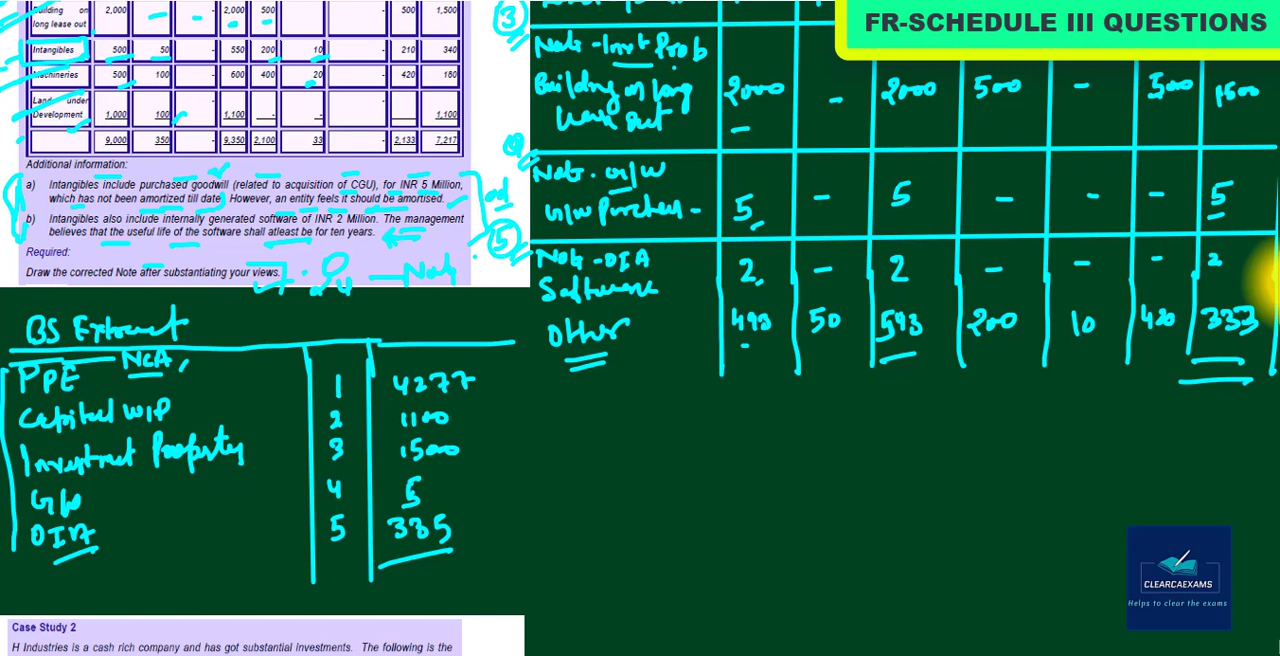 FR-SCHEDULE III QUESTIONS
Building on 2,000 - - 2,000 500 500 1,500
long lease out
Intangibles 500 50 - 550 200 10 - 210 340
Machineries 500 100 - 600 400 20 - 420 180
Land under
Development 1,000 100 1,100 - - 1,100
9,000 350 - 9,350 2,100 33 - 2,133 7,217
Additional information:
a) Intangibles include purchased goodwill (related to acquisition of CGU), for INR 5 Million,
which has not been amortized till date. However, an entity feels it should be amortised.
b) Intangibles also include internally generated software of INR 2 Million. The management
believes that the useful life of the software shall atleast be for ten years.
Required:
Draw the corrected Note after substantiating your views.
BS Extract
NCA,
PPE 1 4277
Capital WIP 2 1100
Investment Property 3 1500
G/W 4 5
OIA 5 335
3
Note - Invt Prob
Building on long 2000 - 2000 500 - 500 1500
lease out
Note - G/W
G/W Purchas - 5 - 5 - - - 5
5
Note - OIA
Software 2 - 2 - - - 2
Other 493 50 543 200 10 420 333
CLEARCAEXAMS
Helps to clear the exams
Case Study 2
H Industries is a cash rich company and has got substantial investments. The following is the